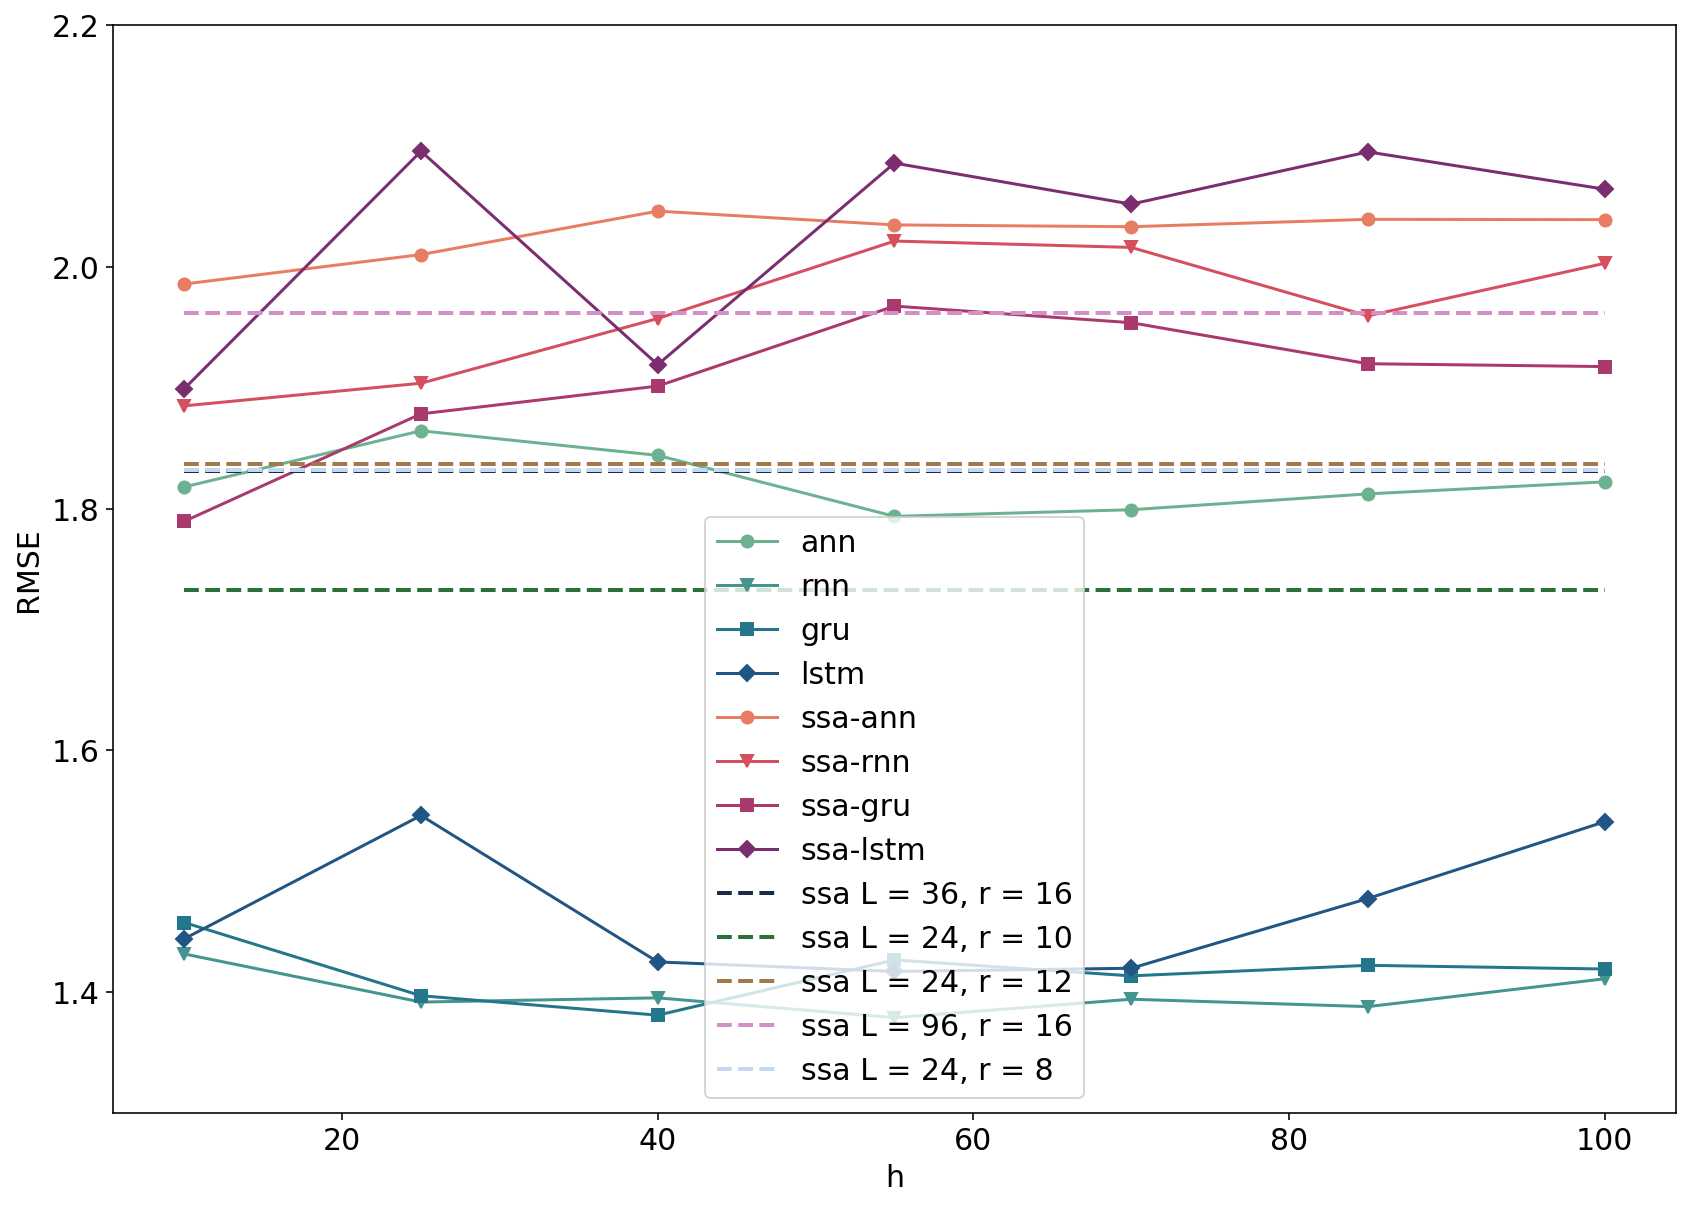 2.2
2.0
1.8
1.6
1.4
RMSE
ann
rnn
gru
lstm
ssa-ann
ssa-rnn
ssa-gru
ssa-lstm
ssa L = 36, r = 16
ssa L = 24, r = 10
ssa L = 24, r = 12
ssa L = 96, r = 16
ssa L = 24, r = 8
20 40 60 80 100
h